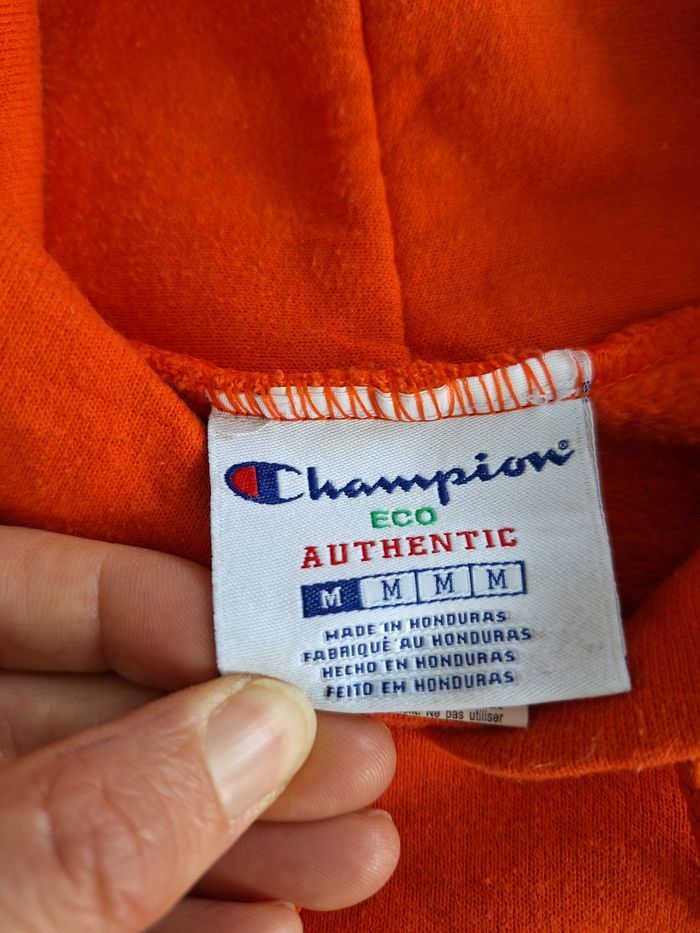 Champion®
ECO
AUTHENTIC
M M M M
MADE IN HONDURAS
FABRIQUÉ AU HONDURAS
HECHO EN HONDURAS
FEITO EM HONDURAS
Ne pas utiliser